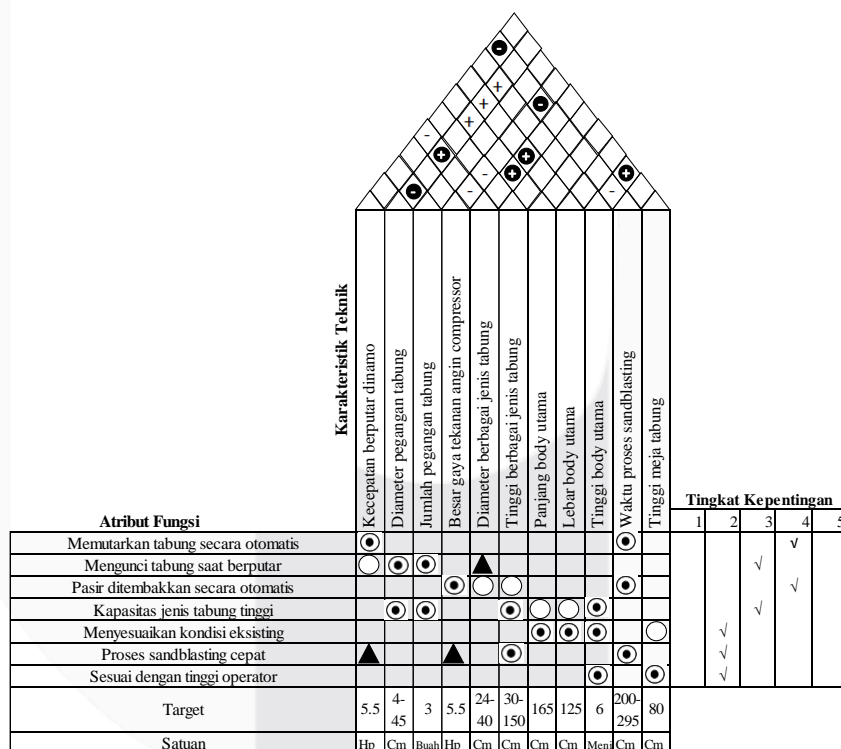 Karakteristik Teknik
Kecepatan berputar dinamo
Diameter pegangan tabung
Jumlah pegangan tabung
Besar gaya tekanan angin compressor
Diameter berbagai jenis tabung
Tinggi berbagai jenis tabung
Panjang body utama
Lebar body utama
Tinggi body utama
Waktu proses sandblasting
Tinggi meja tabung
Tingkat Kepentingan
Atribut Fungsi 1 2 3 4 5
Memutarkan tabung secara otomatis √
Mengunci tabung saat berputar √
Pasir ditembakkan secara otomatis √
Kapasitas jenis tabung tinggi √
Menyesuaikan kondisi eksisting √
Proses sandblasting cepat √
Sesuai dengan tinggi operator √
Target 5.5 4-45 3 5.5 24-40 30-150 165 125 6 200-295 80
Satuan Hp Cm Buah Hp Cm Cm Cm Cm Meni Cm Cm